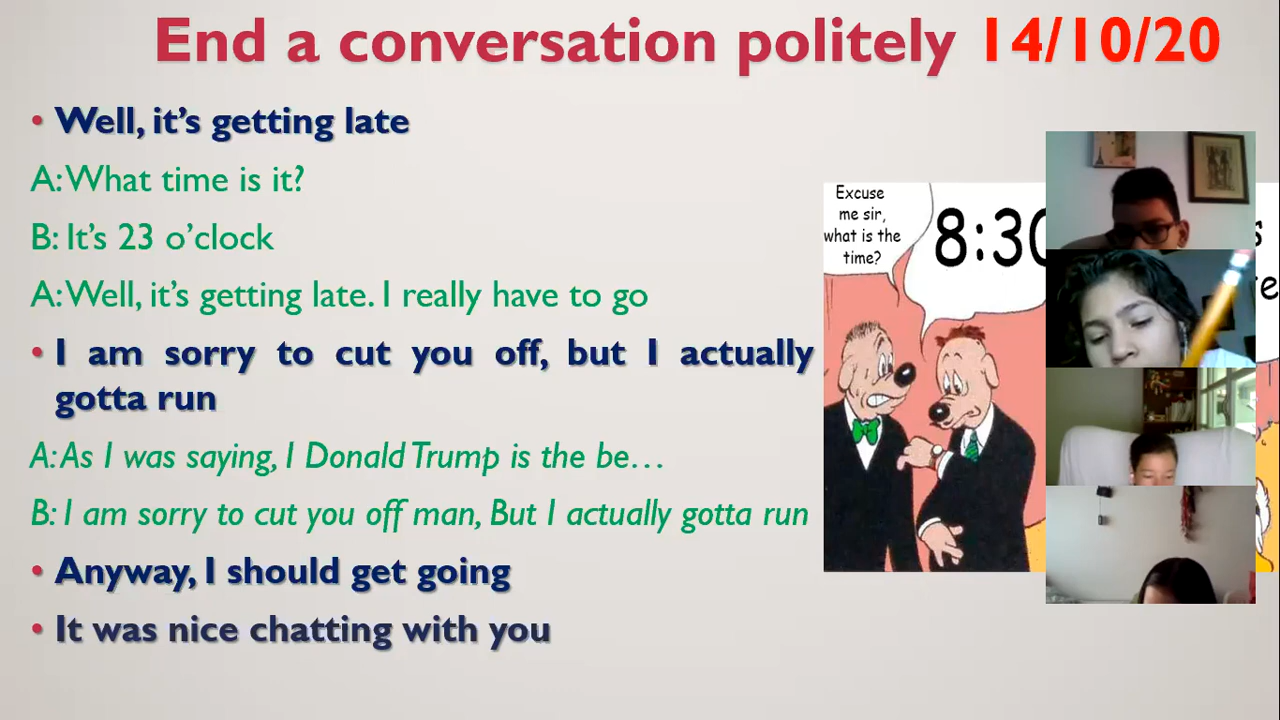 End a conversation politely 14/10/20
• Well, it's getting late
A: What time is it?
B: It's 23 o'clock
A: Well, it's getting late. I really have to go
• I am sorry to cut you off, but I actually
gotta run
A: As I was saying, I Donald Trump is the be…
B: I am sorry to cut you off man, But I actually gotta run
• Anyway, I should get going
• It was nice chatting with you
Excuse
me sir,
what is the
time?